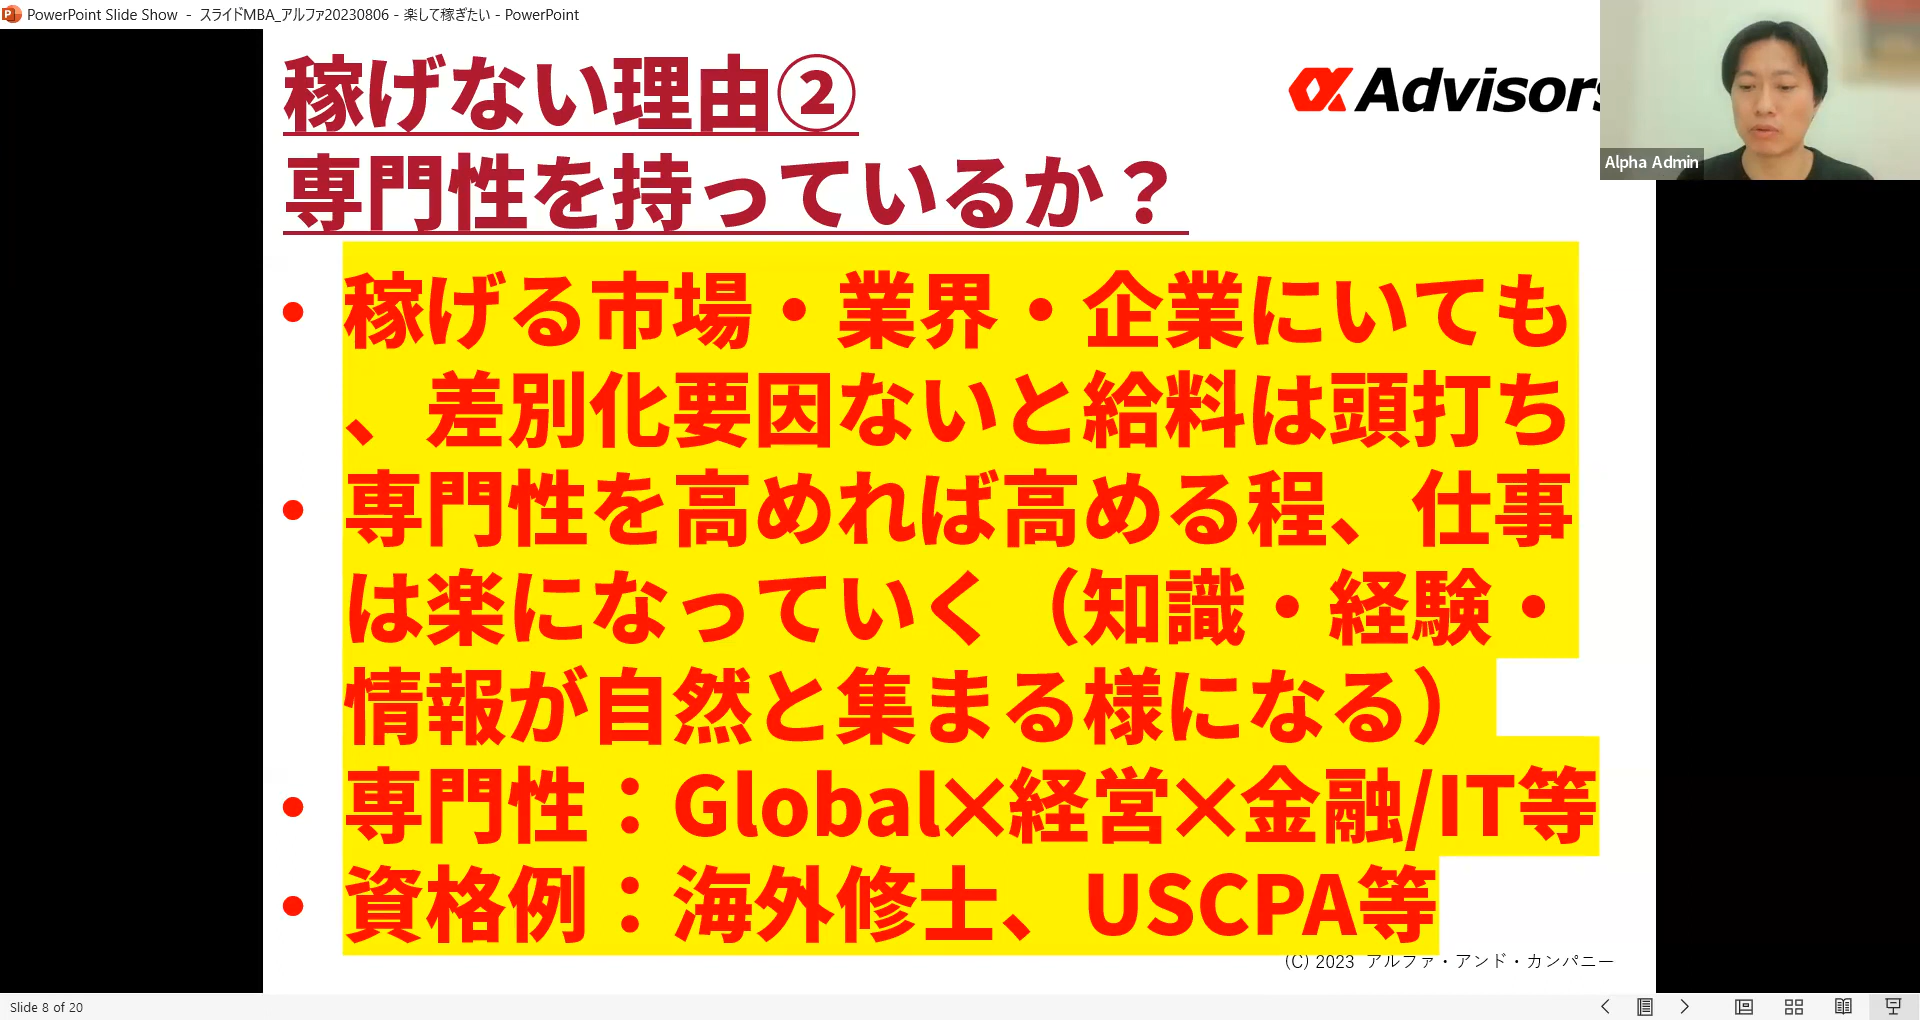 PowerPoint Slide Show - スライドMBA_アルファ20230806 - 楽して稼ぎたい - PowerPoint
稼げない理由②
専門性を持っているか？
αAdvisors
Alpha Admin
• 稼げる市場・業界・企業にいても
、差別化要因ないと給料は頭打ち
• 専門性を高めれば高める程、仕事
は楽になっていく（知識・経験・
情報が自然と集まる様になる）
• 専門性：Global×経営×金融/IT等
• 資格例：海外修士、USCPA等
(C) 2023 アルファ・アンド・カンパニー
Slide 8 of 20